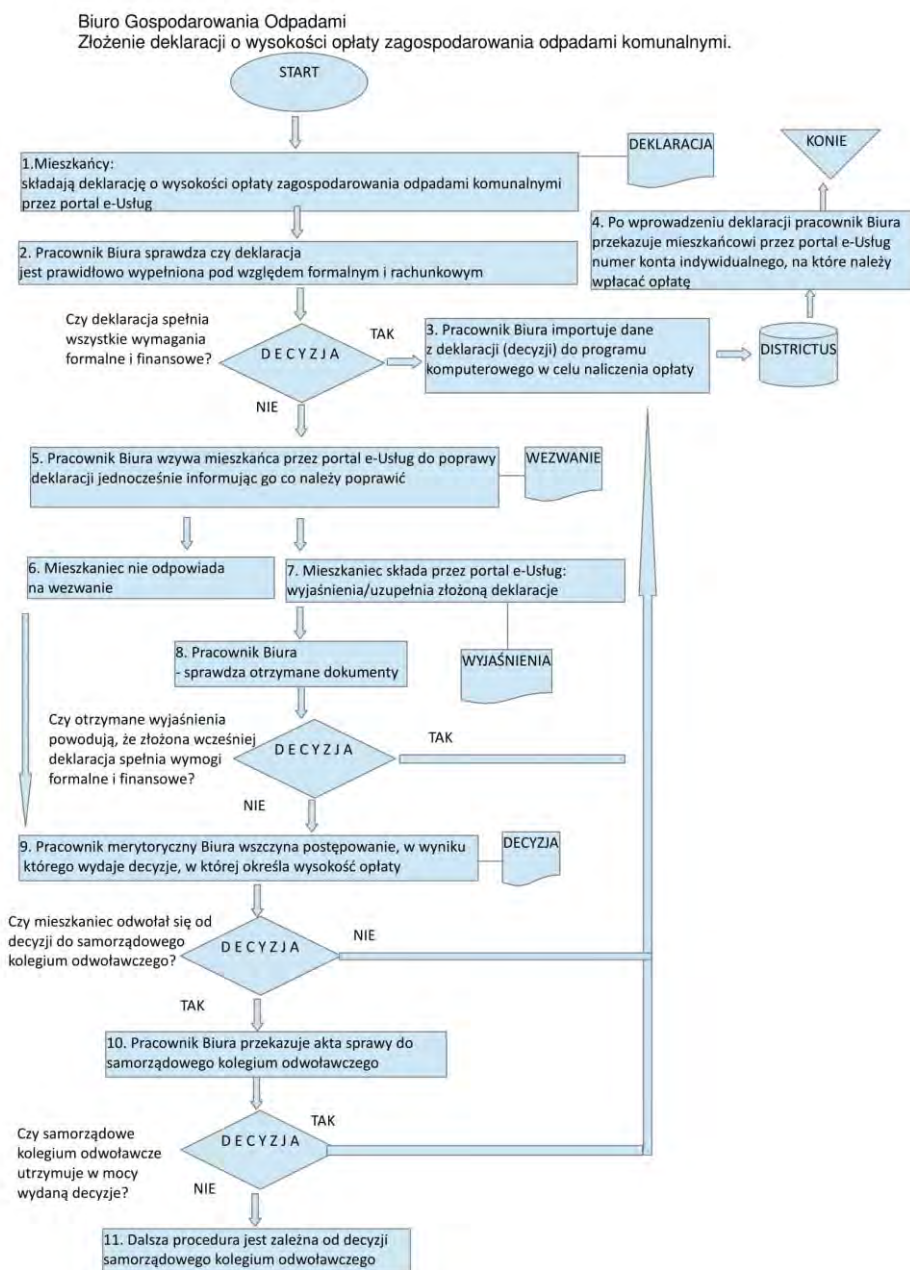 Biuro Gospodarowania Odpadami
Złożenie deklaracji o wysokości opłaty zagospodarowania odpadami komunalnymi.
START
1.Mieszkańcy:
składają deklarację o wysokości opłaty zagospodarowania odpadami komunalnymi
przez portal e-Usług
DEKLARACJA
KONIE
2. Pracownik Biura sprawdza czy deklaracja
jest prawidłowo wypełniona pod względem formalnym i rachunkowym
4. Po wprowadzeniu deklaracji pracownik Biura
przekazuje mieszkańcowi przez portal e-Usług
numer konta indywidualnego, na które należy
wpłacać opłatę
Czy deklaracja spełnia
wszystkie wymagania
formalne i finansowe?
D E C Y Z J A
TAK
NIE
3. Pracownik Biura importuje dane
z deklaracji (decyzji) do programu
komputerowego w celu naliczenia opłaty
DISTRICTUS
5. Pracownik Biura wzywa mieszkańca przez portal e-Usług do poprawy
deklaracji jednocześnie informując go co należy poprawić
WEZWANIE
6. Mieszkaniec nie odpowiada
na wezwanie
7. Mieszkaniec składa przez portal e-Usług:
wyjaśnienia/uzupełnia złożoną deklaracje
8. Pracownik Biura
- sprawdza otrzymane dokumenty
WYJAŚNIENIA
Czy otrzymane wyjaśnienia
powodują, że złożona wcześniej
deklaracja spełnia wymogi
formalne i finansowe?
D E C Y Z J A
TAK
NIE
9. Pracownik merytoryczny Biura wszczyna postępowanie, w wyniku
którego wydaje decyzje, w której określa wysokość opłaty
DECYZJA
Czy mieszkaniec odwołał się od
decyzji do samorządowego
kolegium odwoławczego?
D E C Y Z J A
NIE
TAK
10. Pracownik Biura przekazuje akta sprawy do
samorządowego kolegium odwoławczego
Czy samorządowe
kolegium odwoławcze
utrzymuje w mocy
wydaną decyzje?
D E C Y Z J A
TAK
NIE
11. Dalsza procedura jest zależna od decyzji
samorządowego kolegium odwoławczego